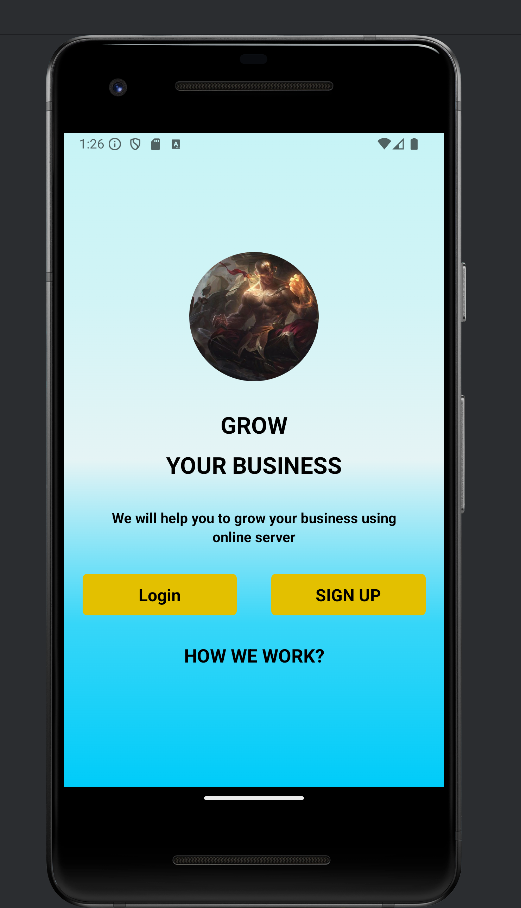 1:26
GROW
YOUR BUSINESS
We will help you to grow your business using
online server
Login
SIGN UP
HOW WE WORK?